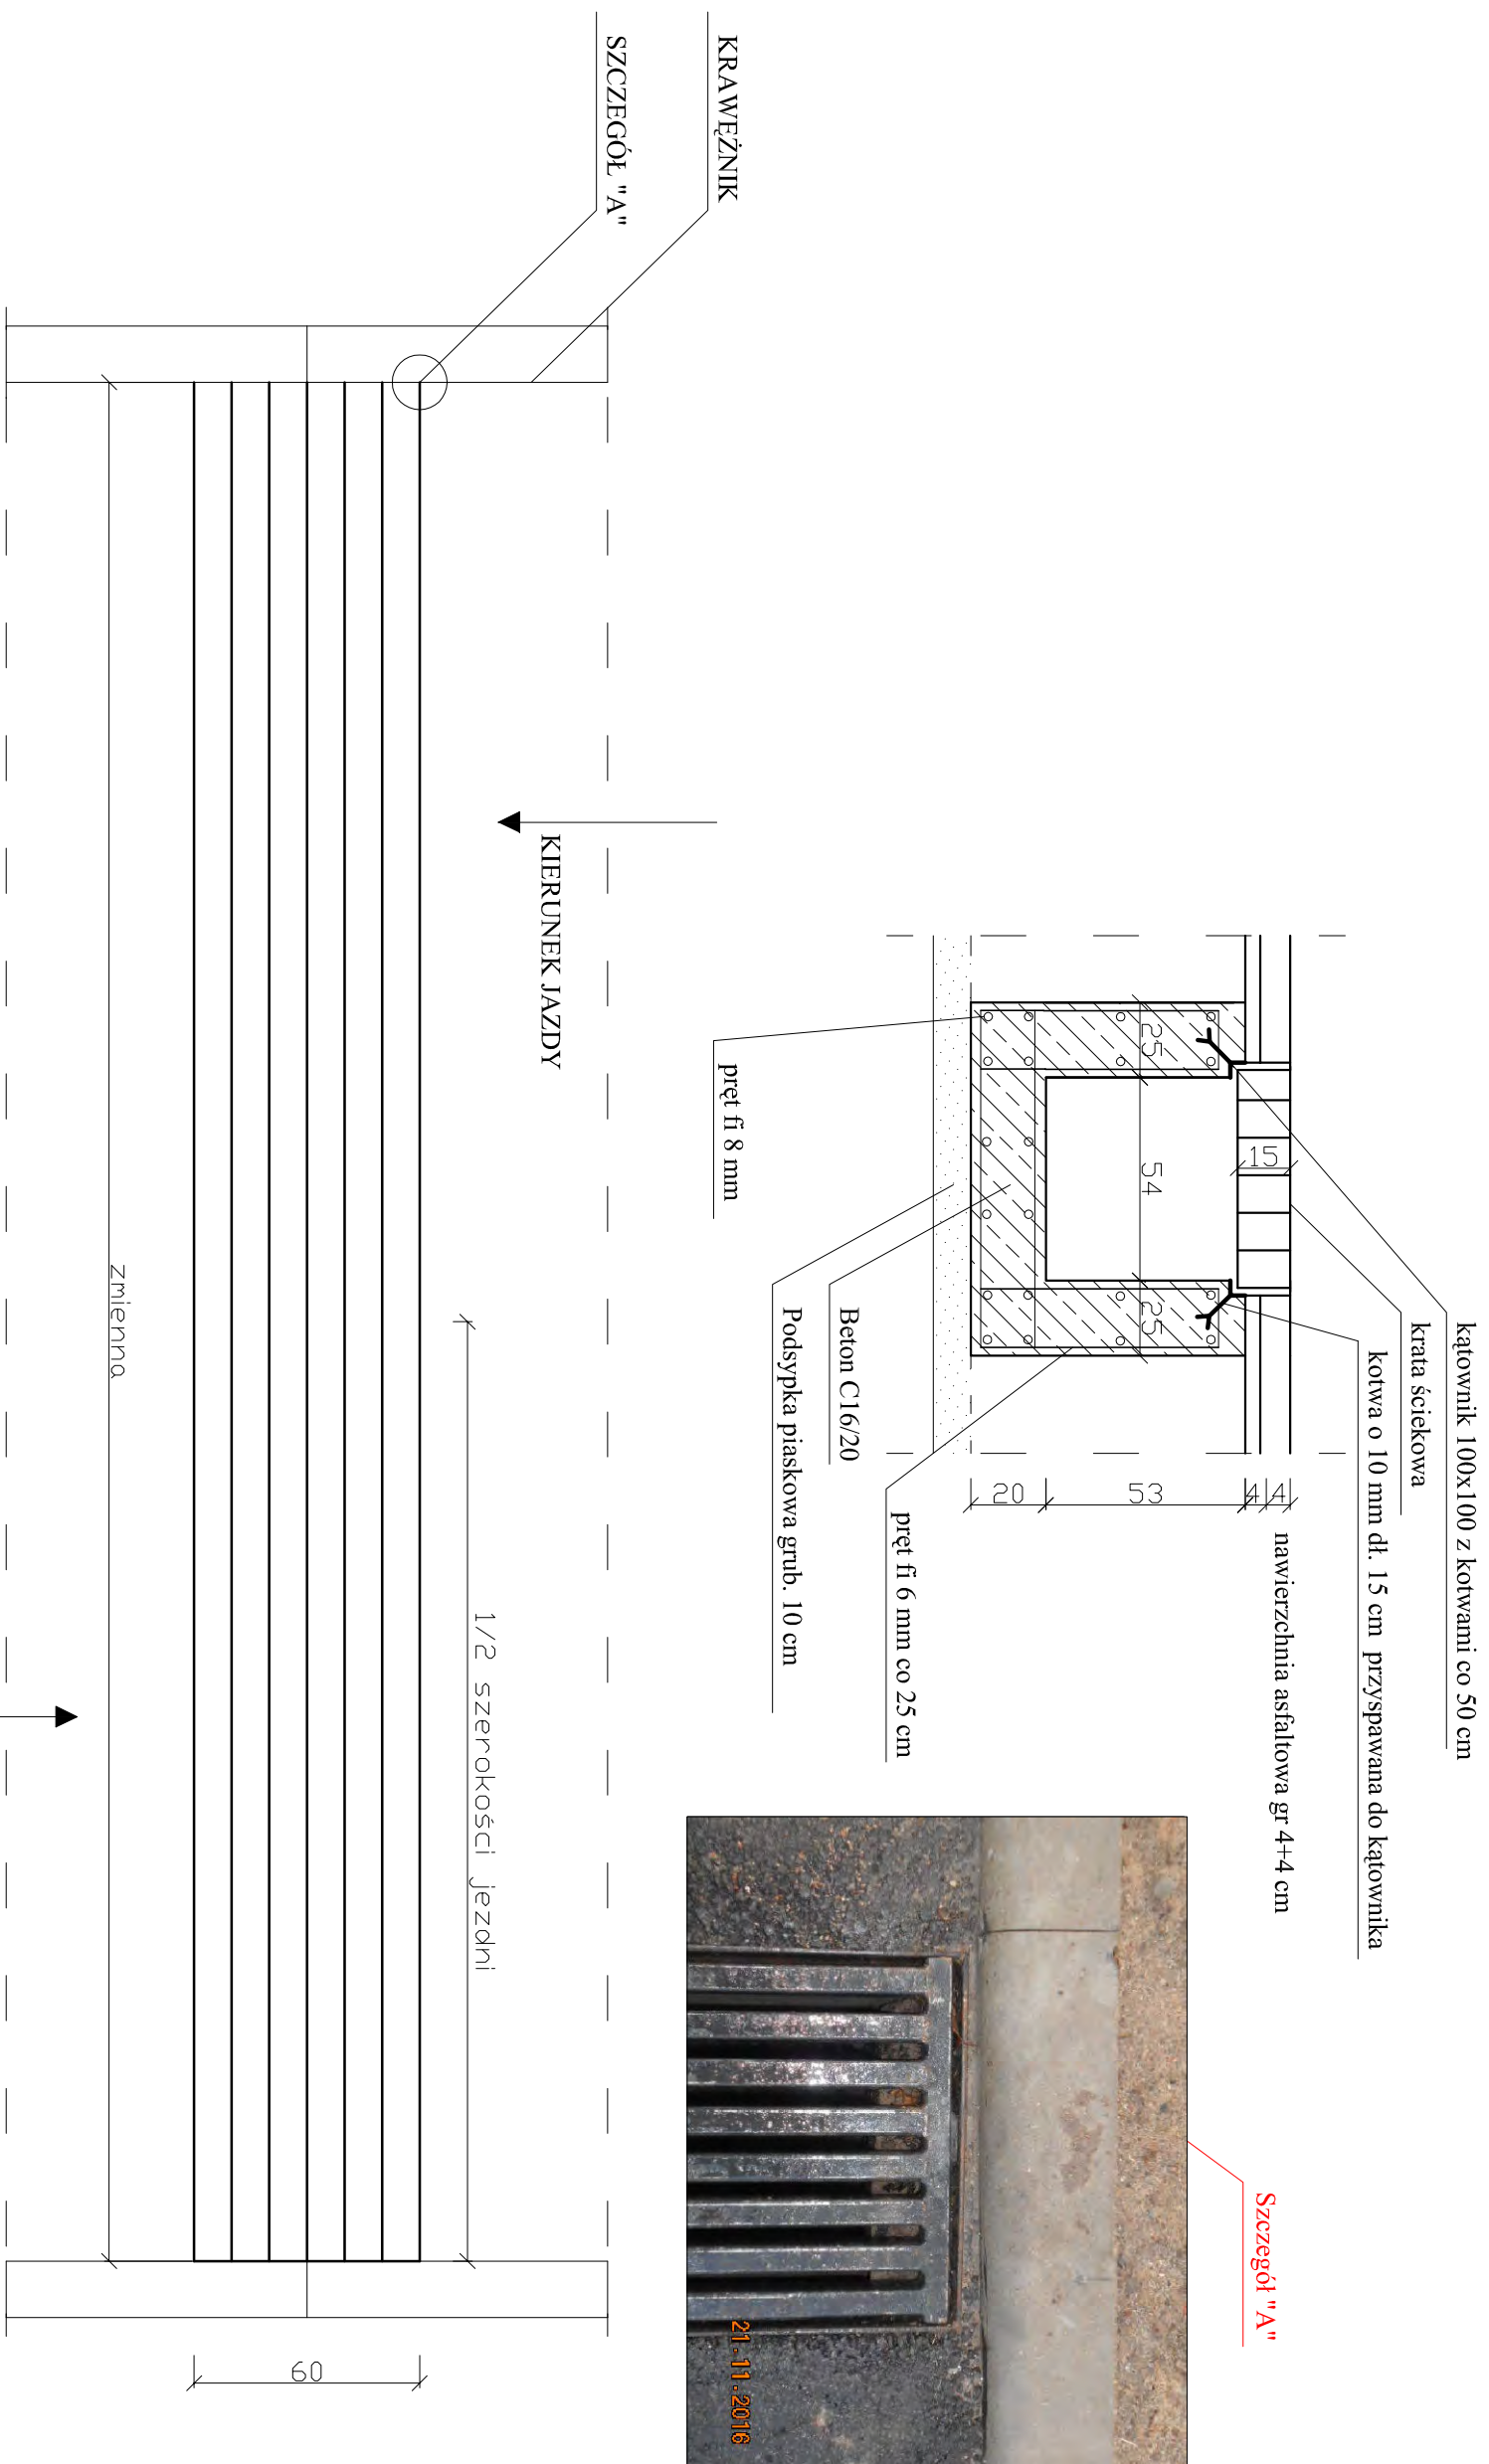 kątownik 100x100 z kotwami co 50 cm
krata ściekowa
kotwa o 10 mm dł. 15 cm przyspawana do kątownika
nawierzchnia asfaltowa gr 4+4 cm
15
25
54
25
4
4
53
20
pręt fi 6 mm co 25 cm
Beton C16/20
Podsypka piaskowa grub. 10 cm
pręt fi 8 mm
Szczegół "A"
21.11.2016
KRAWĘŻNIK
SZCZEGÓŁ "A"
KIERUNEK JAZDY
1/2 szerokości jezdni
zmienna
60